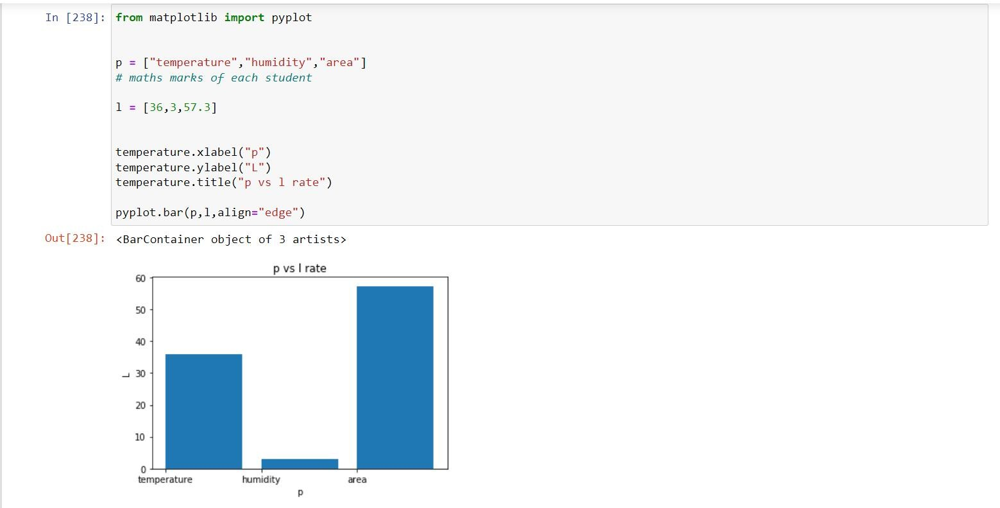 In [238]: from matplotlib import pyplot
p = ["temperature","humidity","area"]
# maths marks of each student
l = [36,3,57.3]
temperature.xlabel("p")
temperature.ylabel("L")
temperature.title("p vs l rate")
pyplot.bar(p,l,align="edge")
Out[238]: <BarContainer object of 3 artists>
p vs l rate
60
50
40
L
30
20
10
0
temperature humidity area
p